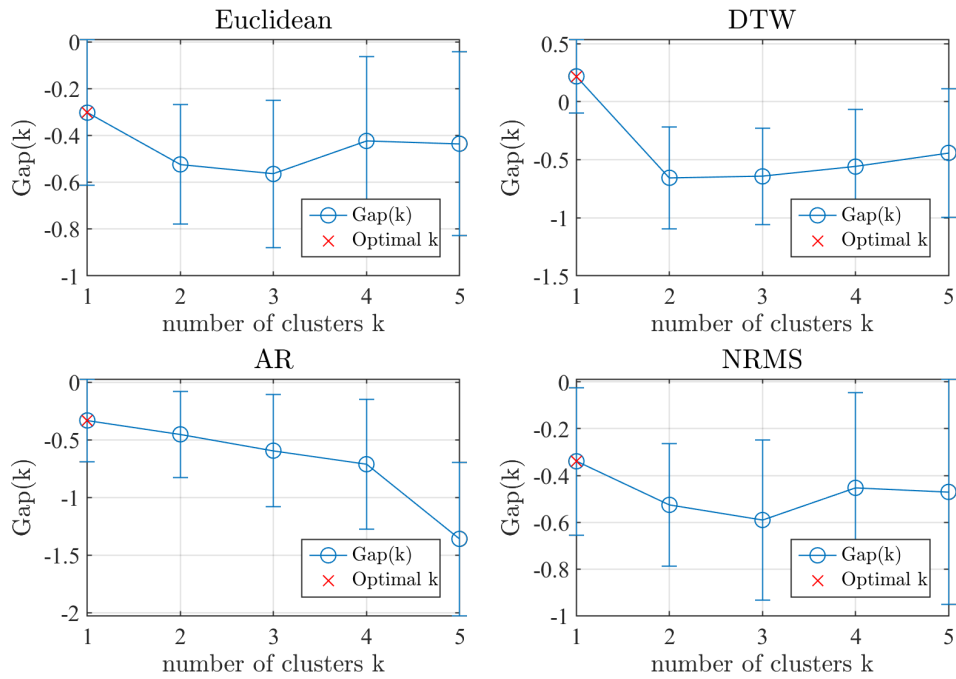 Euclidean
0
-0.2
-0.4
-0.6
-0.8
-1
Gap(k)
1 2 3 4 5
number of clusters k
Gap(k)
Optimal k
DTW
0.5
0
-0.5
-1
-1.5
Gap(k)
1 2 3 4 5
number of clusters k
Gap(k)
Optimal k
AR
0
-0.5
-1
-1.5
-2
Gap(k)
1 2 3 4 5
number of clusters k
Gap(k)
Optimal k
NRMS
0
-0.2
-0.4
-0.6
-0.8
-1
Gap(k)
1 2 3 4 5
number of clusters k
Gap(k)
Optimal k